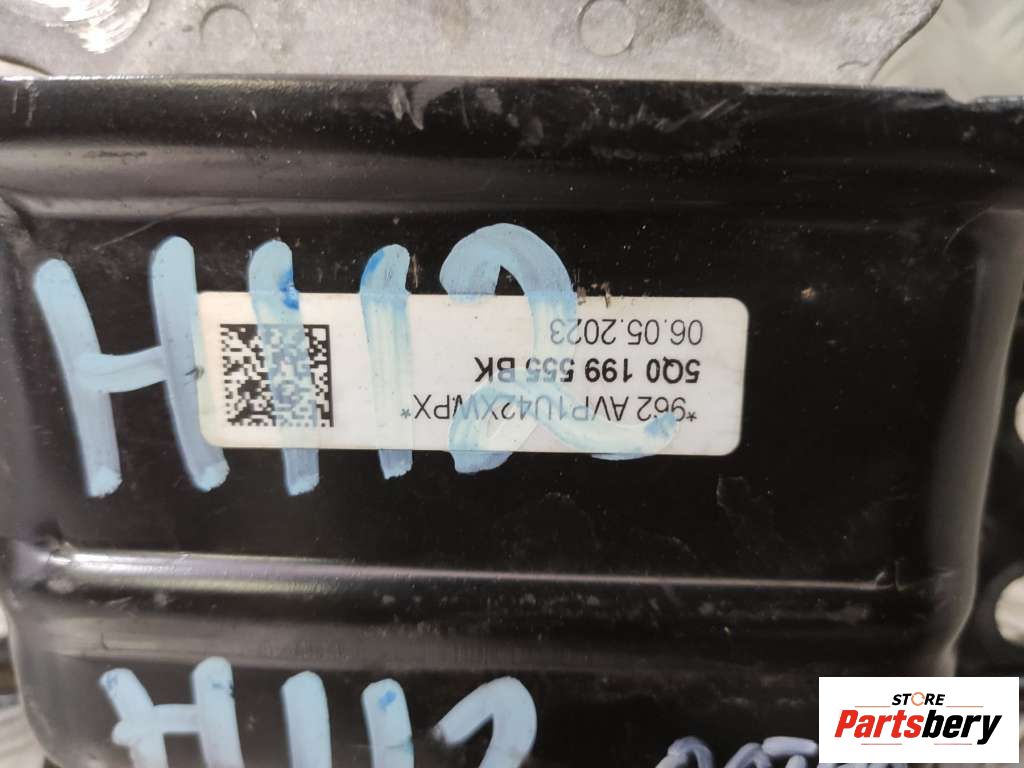 H112
*962 AVP1U42XWPX*
5Q0 199 555 BK
06.05.2023
H112
STORE
Partsbery